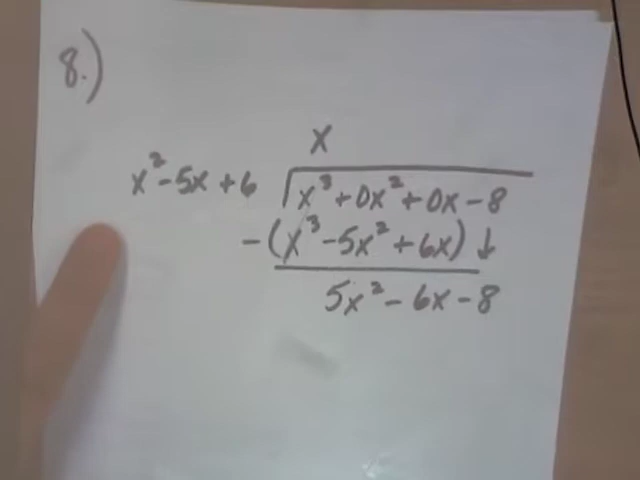 8.)
x
x² - 5x + 6 √x³ + 0x² + 0x - 8
- (x³ - 5x² + 6x) ↓
5x² - 6x - 8